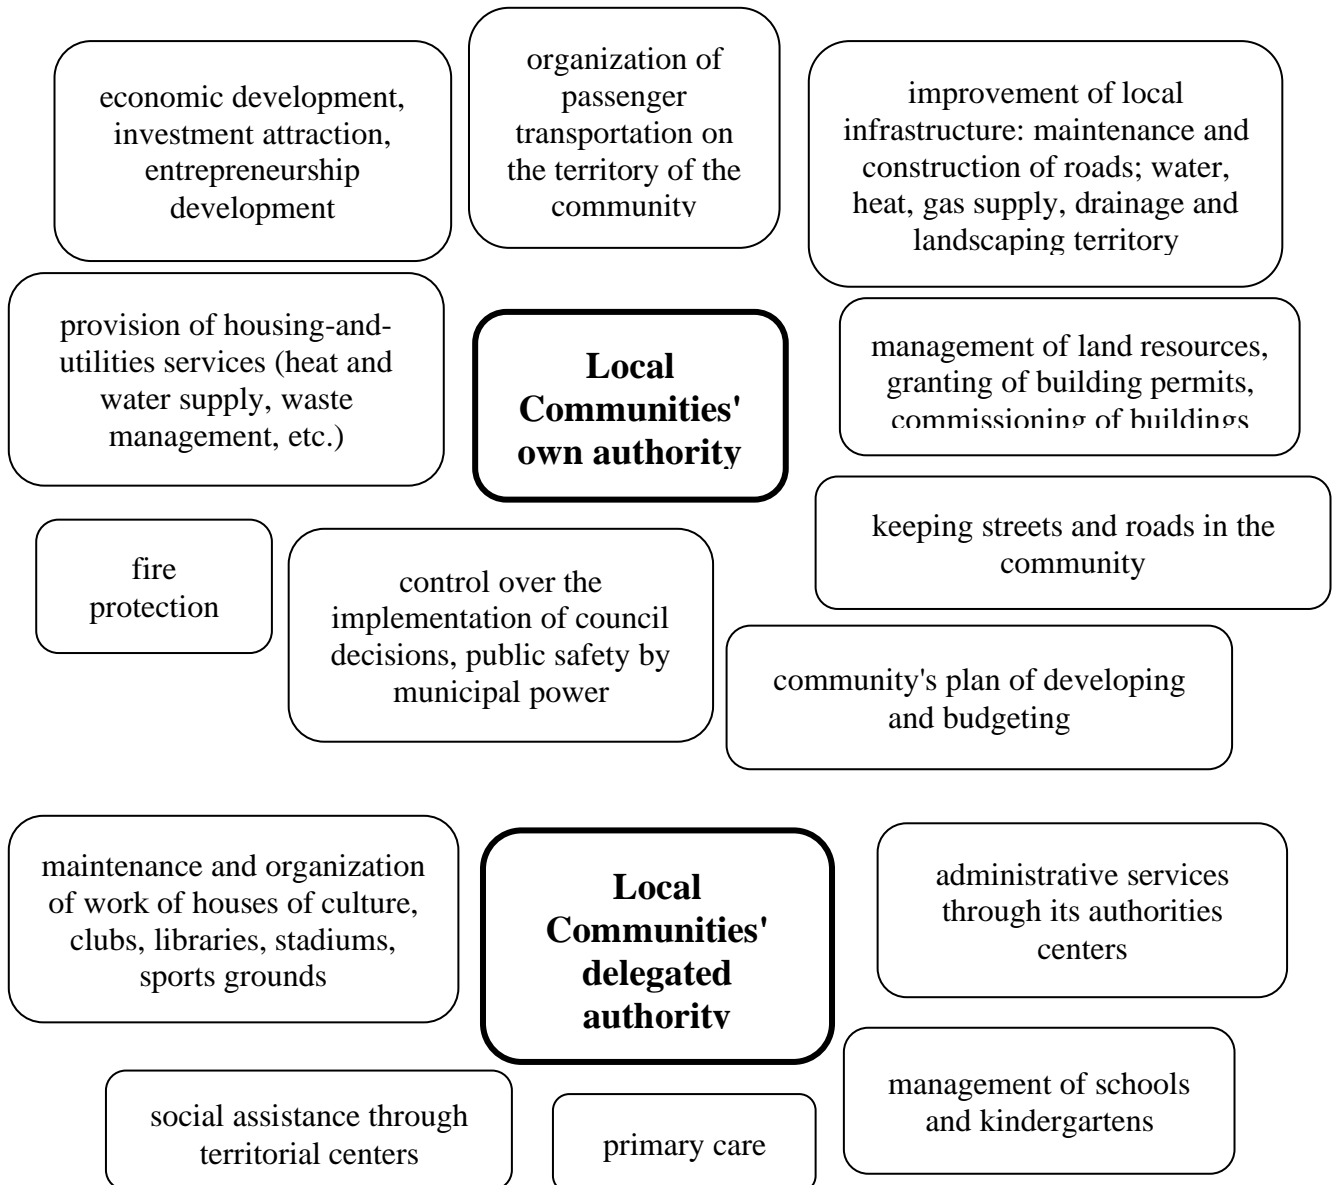 economic development,
investment attraction,
entrepreneurship
development
organization of
passenger
transportation on
the territory of the
community
improvement of local
infrastructure: maintenance and
construction of roads; water,
heat, gas supply, drainage and
landscaping territory
provision of housing-and-
utilities services (heat and
water supply, waste
management, etc.)
Local
Communities'
own authority
management of land resources,
granting of building permits,
commissioning of buildings
keeping streets and roads in the
community
fire
protection
control over the
implementation of council
decisions, public safety by
municipal power
community's plan of developing
and budgeting
maintenance and organization
of work of houses of culture,
clubs, libraries, stadiums,
sports grounds
Local
Communities'
delegated
authority
administrative services
through its authorities
centers
management of schools
and kindergartens
social assistance through
territorial centers
primary care